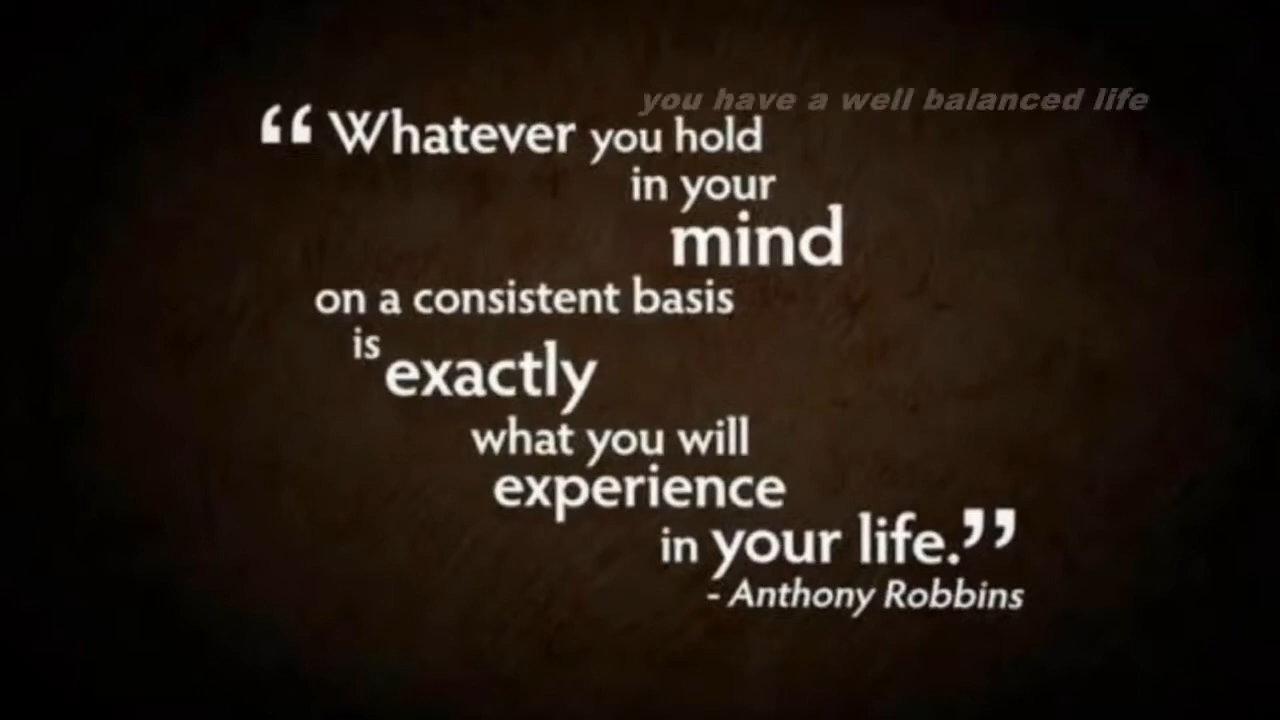 you have a well balanced life
“ Whatever you hold
in your
mind
on a consistent basis
is
exactly
what you will
experience
in your life.”
- Anthony Robbins